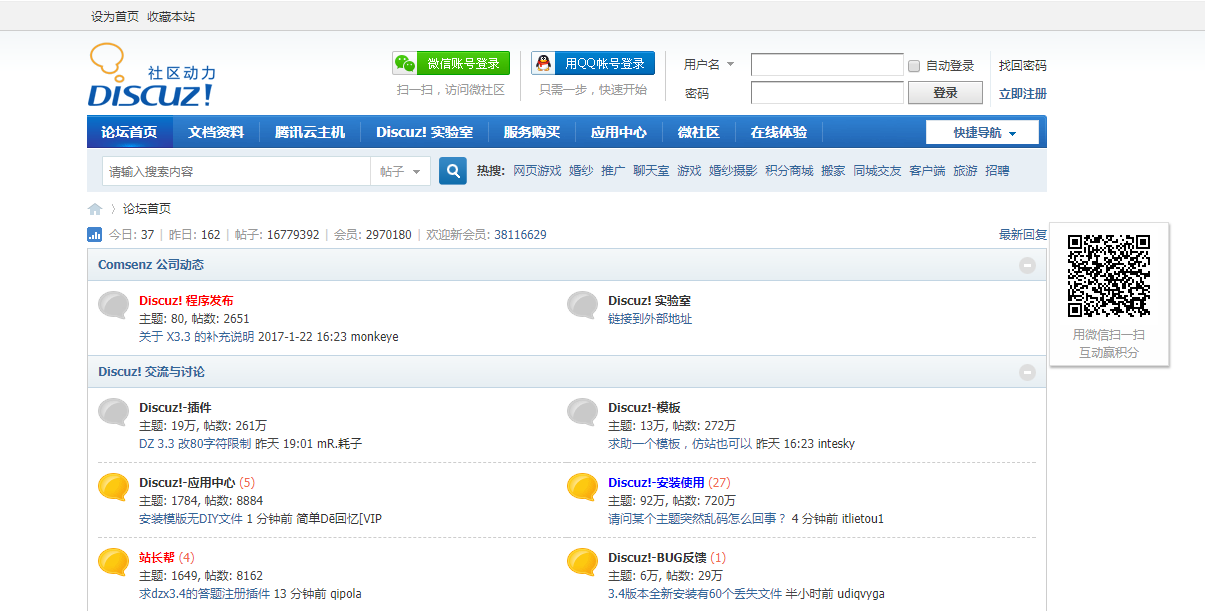 设为首页 收藏本站
社区动力
DISCUZ!
微信账号登录
扫一扫，访问微社区
用QQ帐号登录
只需一步，快速开始
用户名
自动登录 找回密码
密码
登录 立即注册
论坛首页 文档资料 腾讯云主机 Discuz! 实验室 服务购买 应用中心 微社区 在线体验 快捷导航
请输入搜索内容 帖子 热搜: 网页游戏 婚纱 推广 聊天室 游戏 婚纱摄影 积分商城 搬家 同城交友 客户端 旅游 招聘
论坛首页
今日: 37 | 昨日: 162 | 帖子: 16779392 | 会员: 2970180 | 欢迎新会员: 38116629 最新回复
Comsenz 公司动态
Discuz! 程序发布
主题: 80, 帖数: 2651
关于 X3.3 的补充说明 2017-1-22 16:23 monkeye
Discuz! 实验室
链接到外部地址
用微信扫一扫
互动赢积分
Discuz! 交流与讨论
Discuz!-插件
主题: 19万, 帖数: 261万
DZ 3.3 改80字符限制 昨天 19:01 mR.耗子
Discuz!-模板
主题: 13万, 帖数: 272万
求助一个模板，仿站也可以 昨天 16:23 intesky
Discuz!-应用中心 (5)
主题: 1784, 帖数: 8884
安装模版无DIY文件 1 分钟前 简单Dē回忆[VIP
Discuz!-安装使用 (27)
主题: 92万, 帖数: 720万
请问某个主题突然乱码怎么回事？ 4 分钟前 itlietou1
站长帮 (4)
主题: 1649, 帖数: 8162
求dzx3.4的答题注册插件 13 分钟前 qipola
Discuz!-BUG反馈 (1)
主题: 6万, 帖数: 29万
3.4版本全新安装有60个丢失文件 半小时前 udiqvyga